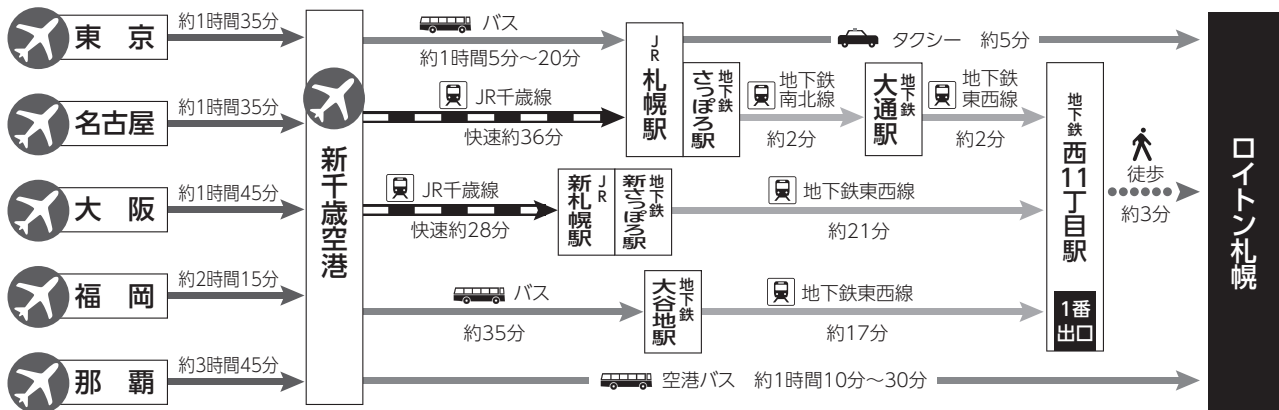 東 京
約1時間35分
名古屋
約1時間35分
大 阪
約1時間45分
福 岡
約2時間15分
那 覇
約3時間45分
新千歳空港
バス
約1時間5分～20分
JR千歳線
快速約36分
JR
札幌駅
地下鉄
さっぽろ駅
タクシー 約5分
地下鉄
南北線
約2分
地下鉄
大通駅
地下鉄
東西線
約2分
JR千歳線
快速約28分
JR
新札幌駅
地下鉄
新さっぽろ駅
地下鉄東西線
約21分
バス
約35分
地下鉄
大谷地駅
地下鉄東西線
約17分
地下鉄
西11丁目駅
1番
出口
徒歩
約3分
空港バス 約1時間10分～30分
ロイトン札幌